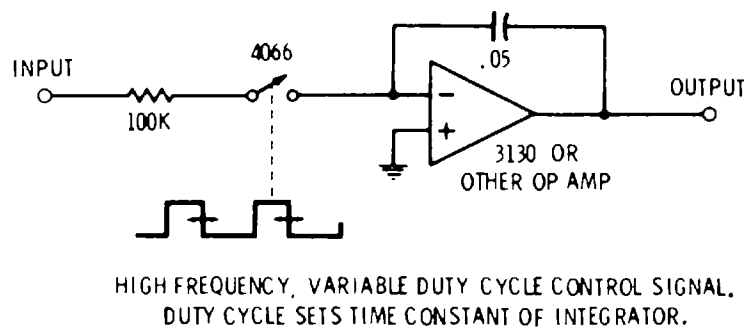 4066
INPUT
100K
.05
-
+
OUTPUT
3130 OR
OTHER OP AMP
HIGH FREQUENCY, VARIABLE DUTY CYCLE CONTROL SIGNAL.
DUTY CYCLE SETS TIME CONSTANT OF INTEGRATOR.